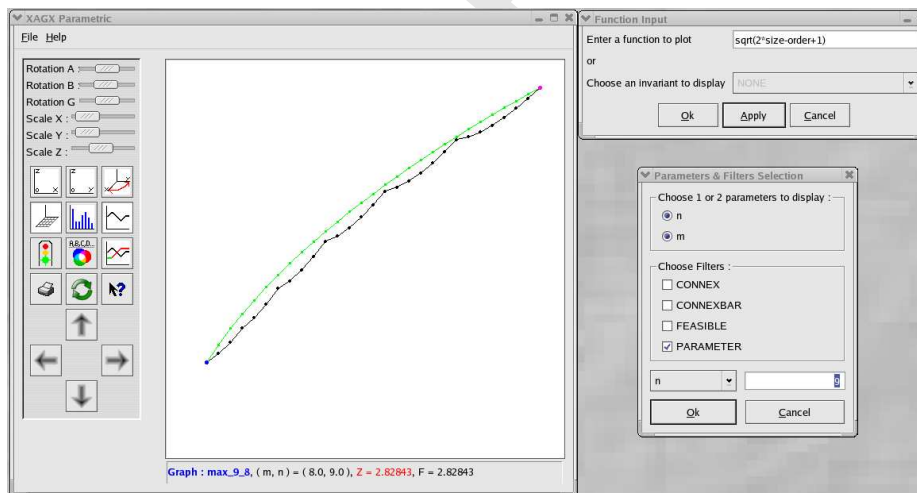 XAGX Parametric
File Help
Rotation A :
Rotation B :
Rotation G
Scale X :
Scale Y :
Scale Z :
A,B,C,D...
Graph : max_9_8, ( m, n ) = ( 8.0, 9.0 ), Z = 2.82843, F = 2.82843
Function Input
Enter a function to plot sqrt(2*size-order+1)
or
Choose an invariant to display NONE
Ok Apply Cancel
Parameters & Filters Selection
Choose 1 or 2 parameters to display :
n
m
Choose Filters :
CONNEX
CONNEXBAR
FEASIBLE
PARAMETER
n 9
Ok Cancel